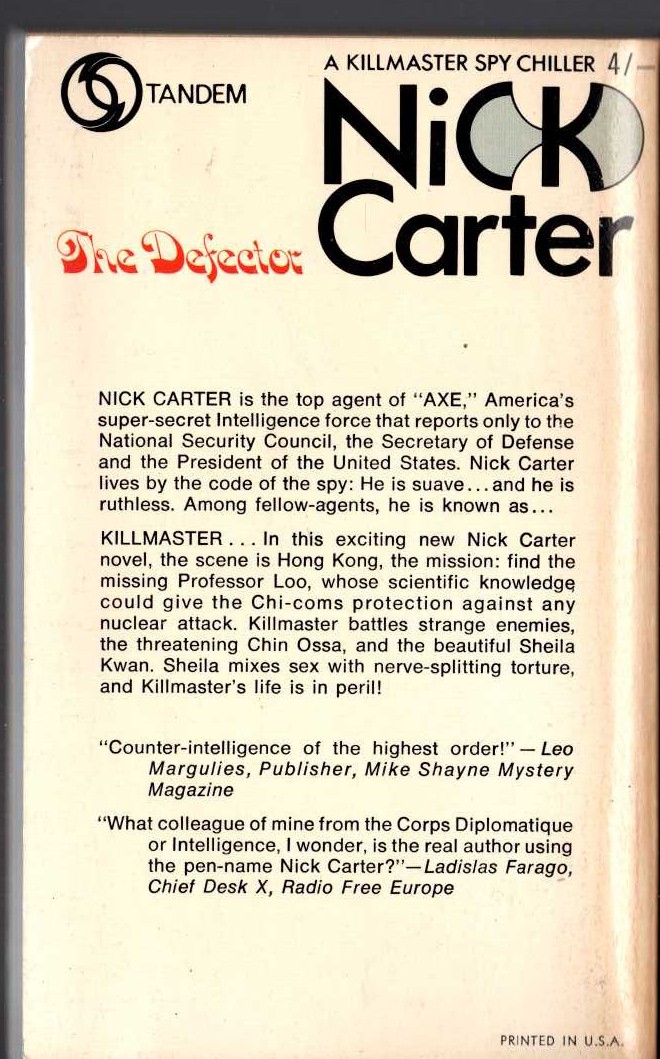 A KILLMASTER SPY CHILLER 4/-
TANDEM
NiCK
Carter
The Defector
NICK CARTER is the top agent of “AXE,” America’s
super-secret Intelligence force that reports only to the
National Security Council, the Secretary of Defense
and the President of the United States. Nick Carter
lives by the code of the spy: He is suave...and he is
ruthless. Among fellow-agents, he is known as...
KILLMASTER . . . In this exciting new Nick Carter
novel, the scene is Hong Kong, the mission: find the
missing Professor Loo, whose scientific knowledge
could give the Chi-coms protection against any
nuclear attack. Killmaster battles strange enemies,
the threatening Chin Ossa, and the beautiful Sheila
Kwan. Sheila mixes sex with nerve-splitting torture,
and Killmaster’s life is in peril!
“Counter-intelligence of the highest order!” — Leo
Margulies, Publisher, Mike Shayne Mystery
Magazine
“What colleague of mine from the Corps Diplomatique
or Intelligence, I wonder, is the real author using
the pen-name Nick Carter?”—Ladislas Farago,
Chief Desk X, Radio Free Europe
PRINTED IN U.S.A.